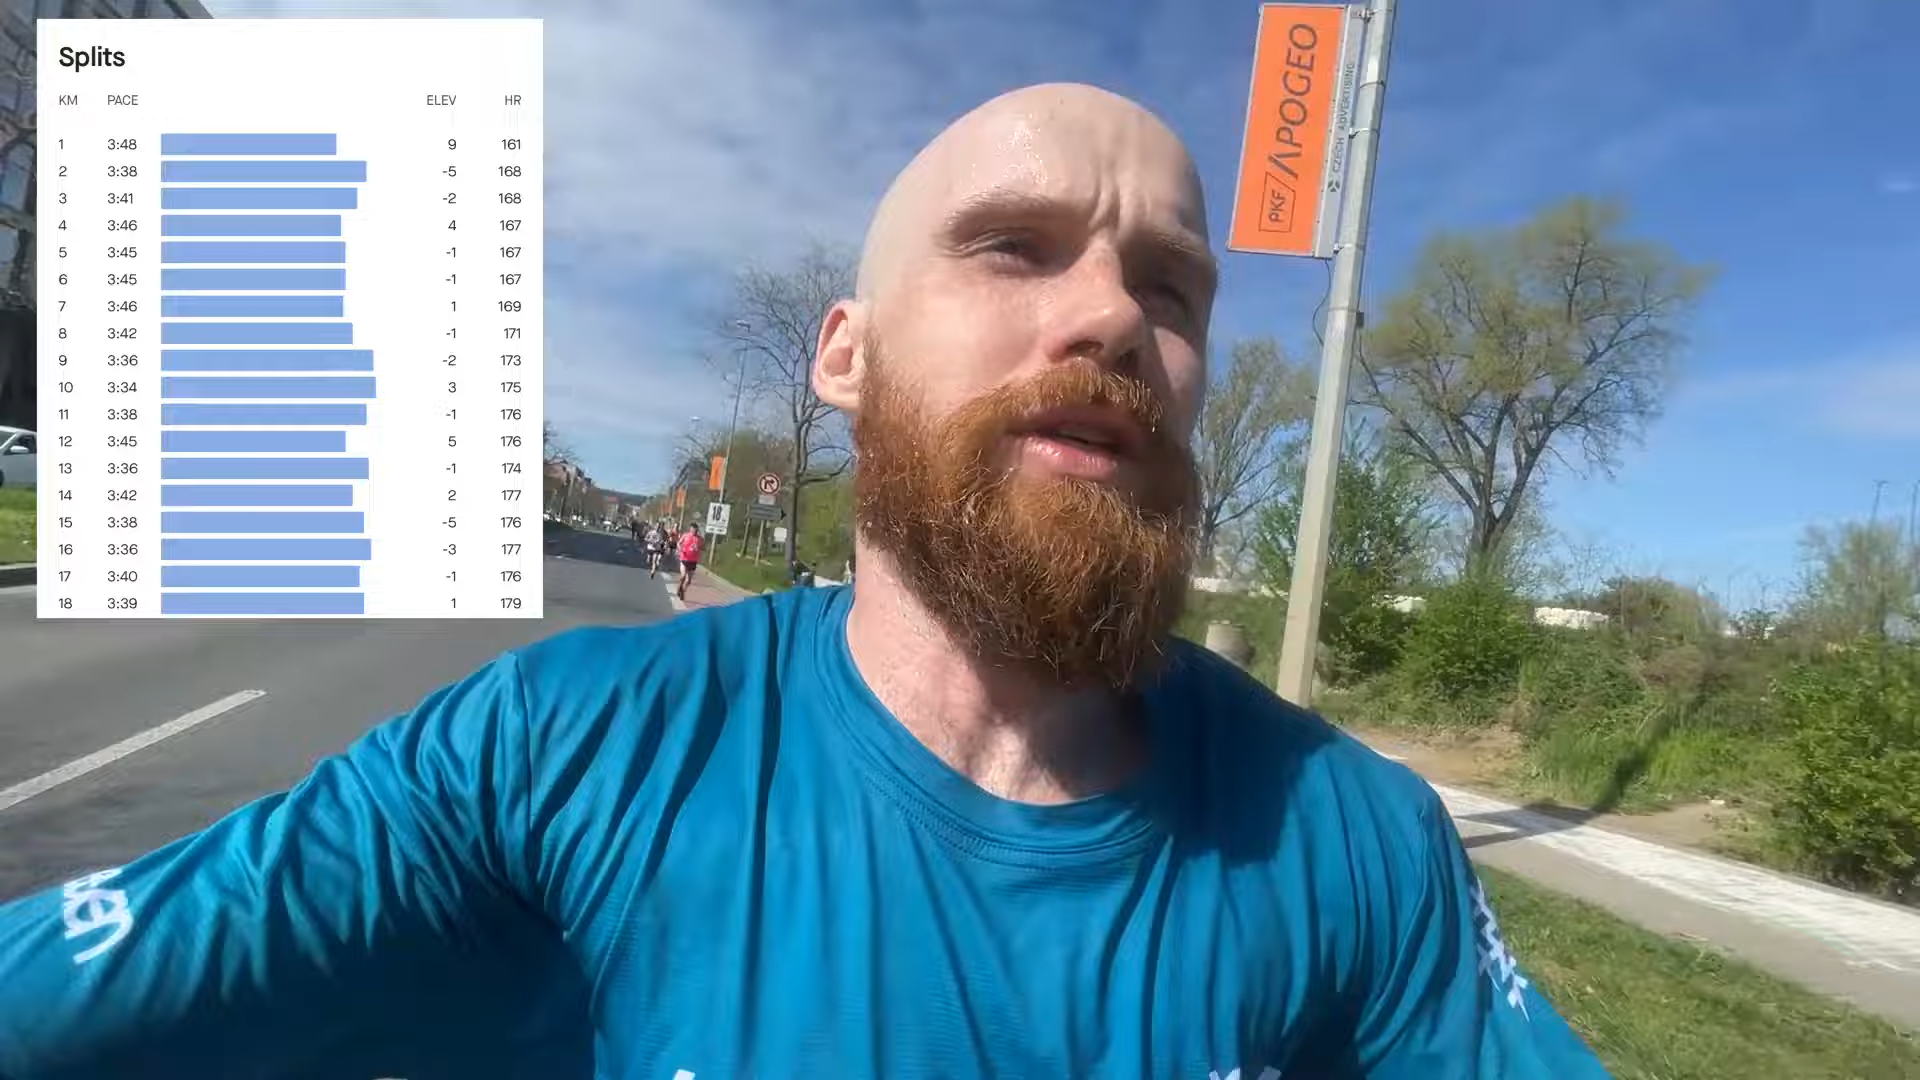 Splits
KM PACE ELEV HR
1 3:48 9 161
2 3:38 -5 168
3 3:41 -2 168
4 3:46 4 167
5 3:45 -1 167
6 3:45 -1 167
7 3:46 1 169
8 3:42 -1 171
9 3:36 -2 173
10 3:34 3 175
11 3:38 -1 176
12 3:45 5 176
13 3:36 -1 174
14 3:42 2 177
15 3:38 -5 176
16 3:36 -3 177
17 3:40 -1 176
18 3:39 1 179
PKF APOGEO
CZECH ADVERTISING
18